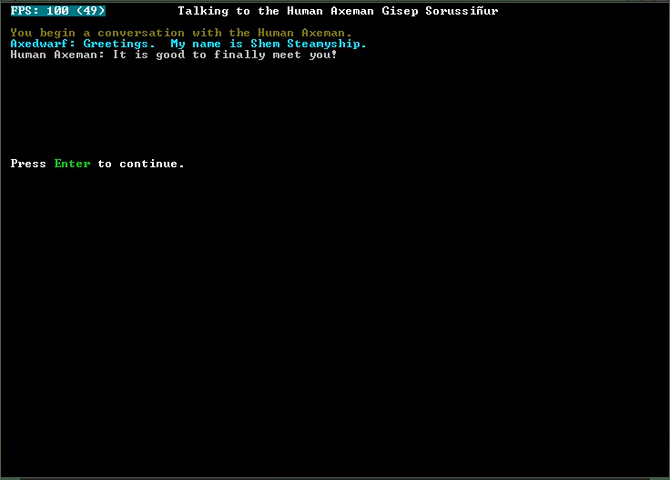 FPS: 100 (49) Talking to the Human Axeman Gisep Sorussiñur
You begin a conversation with the Human Axeman.
Axedwarf: Greetings. My name is Shem Steamyship.
Human Axeman: It is good to finally meet you!
Press Enter to continue.